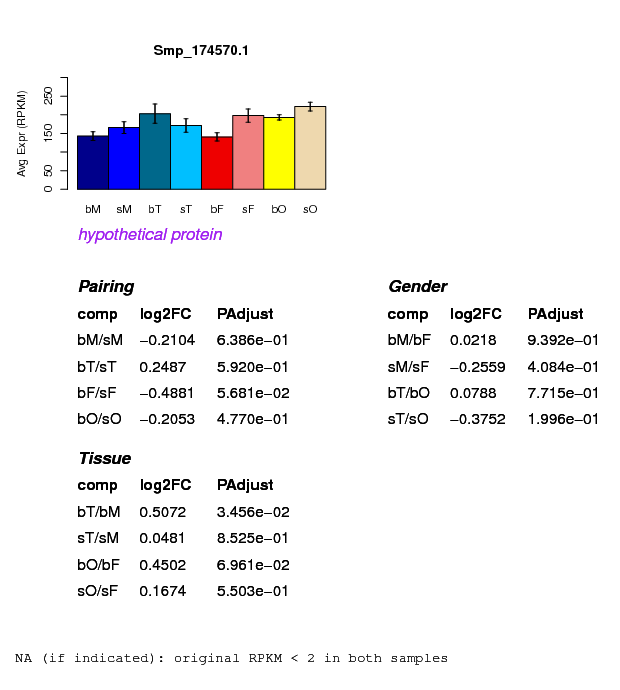 Smp_174570.1
Avg Expr (RPKM)
0 50 150 250
bM sM bT sT bF sF bO sO
hypothetical protein
Pairing
comp log2FC PAdjust
bM/sM −0.2104 6.386e−01
bT/sT 0.2487 5.920e−01
bF/sF −0.4881 5.681e−02
bO/sO −0.2053 4.770e−01
Gender
comp log2FC PAdjust
bM/bF 0.0218 9.392e−01
sM/sF −0.2559 4.084e−01
bT/bO 0.0788 7.715e−01
sT/sO −0.3752 1.996e−01
Tissue
comp log2FC PAdjust
bT/bM 0.5072 3.456e−02
sT/sM 0.0481 8.525e−01
bO/bF 0.4502 6.961e−02
sO/sF 0.1674 5.503e−01
NA (if indicated): original RPKM < 2 in both samples